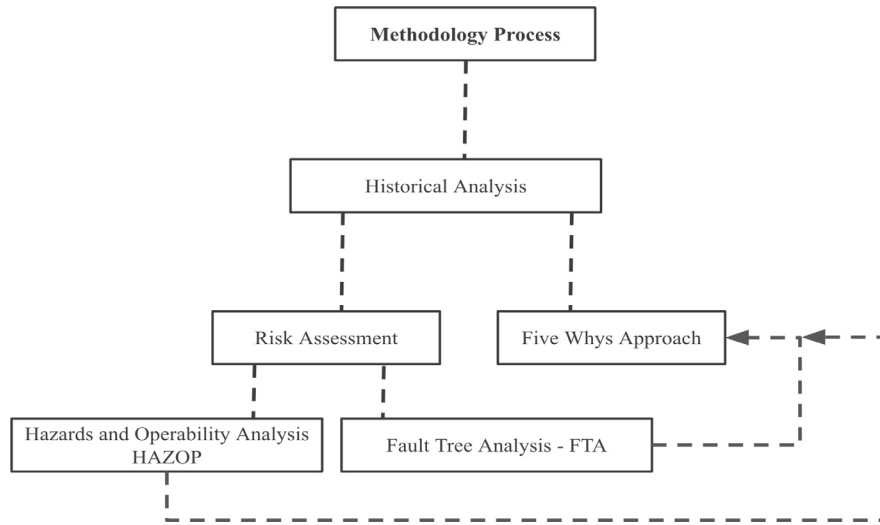 Methodology Process
Historical Analysis
Risk Assessment
Five Whys Approach
Hazards and Operability Analysis
HAZOP
Fault Tree Analysis - FTA